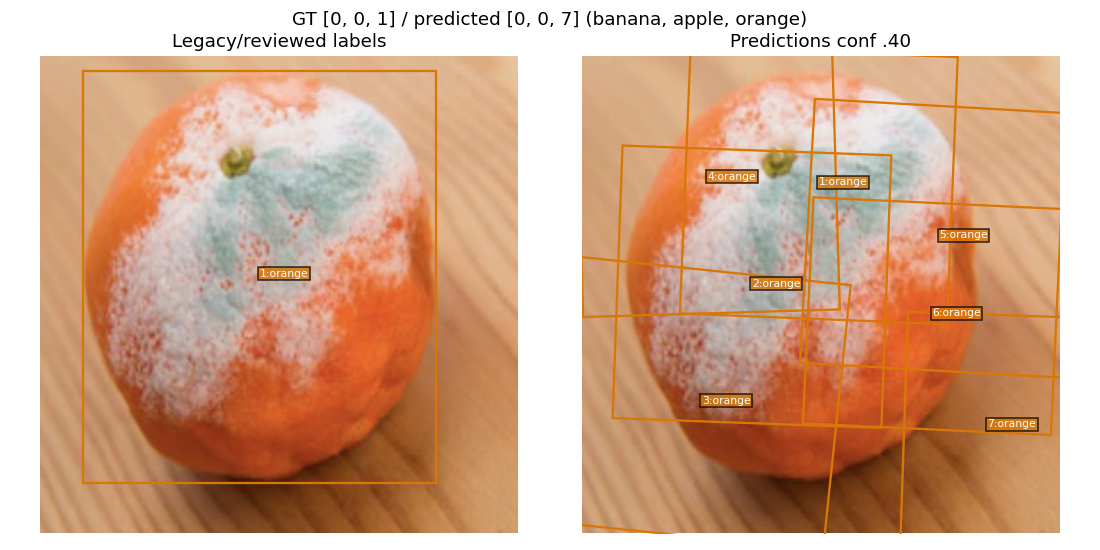 GT [0, 0, 1] / predicted [0, 0, 7] (banana, apple, orange)
Legacy/reviewed labels
Predictions conf .40
1:orange
4:orange
1:orange
5:orange
2:orange
6:orange
3:orange
7:orange